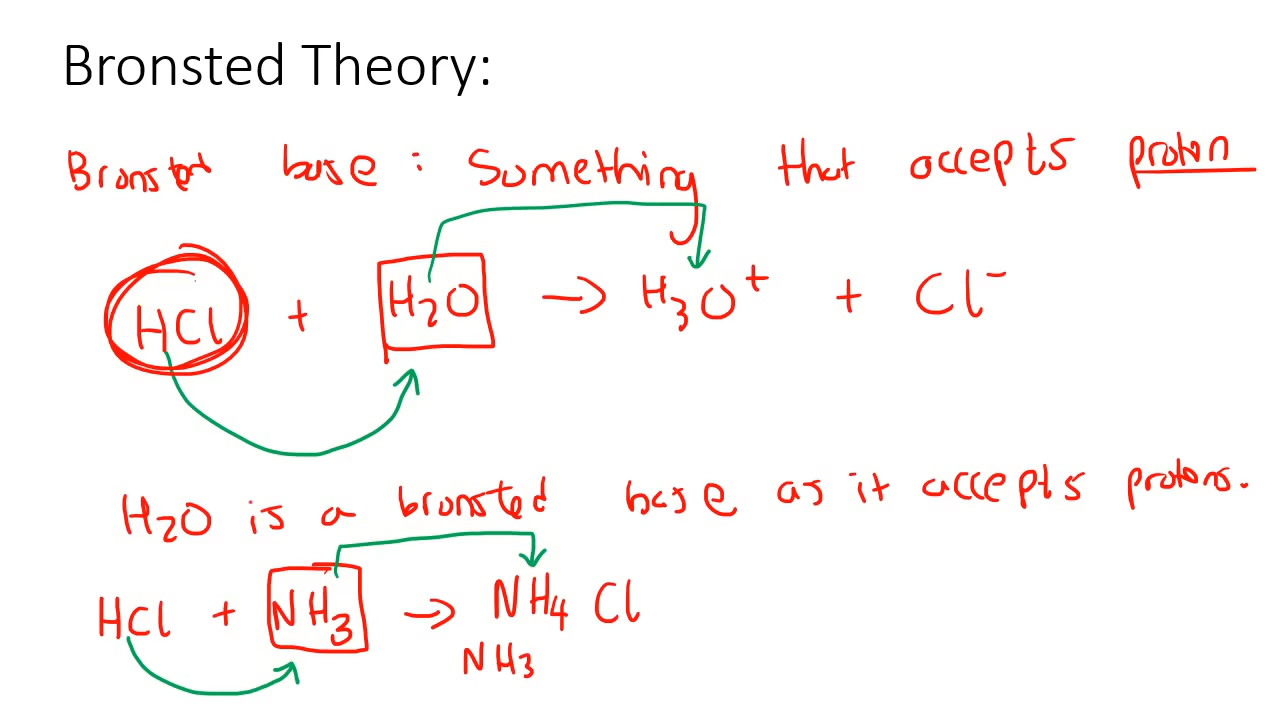 Bronsted Theory:
Bronsted base : Something that accepts proton
HCl + H₂O → H₃O⁺ + Cl⁻
H₂O is a bronsted base as it accepts protons.
HCl + NH₃ → NH₄ Cl
NH₃